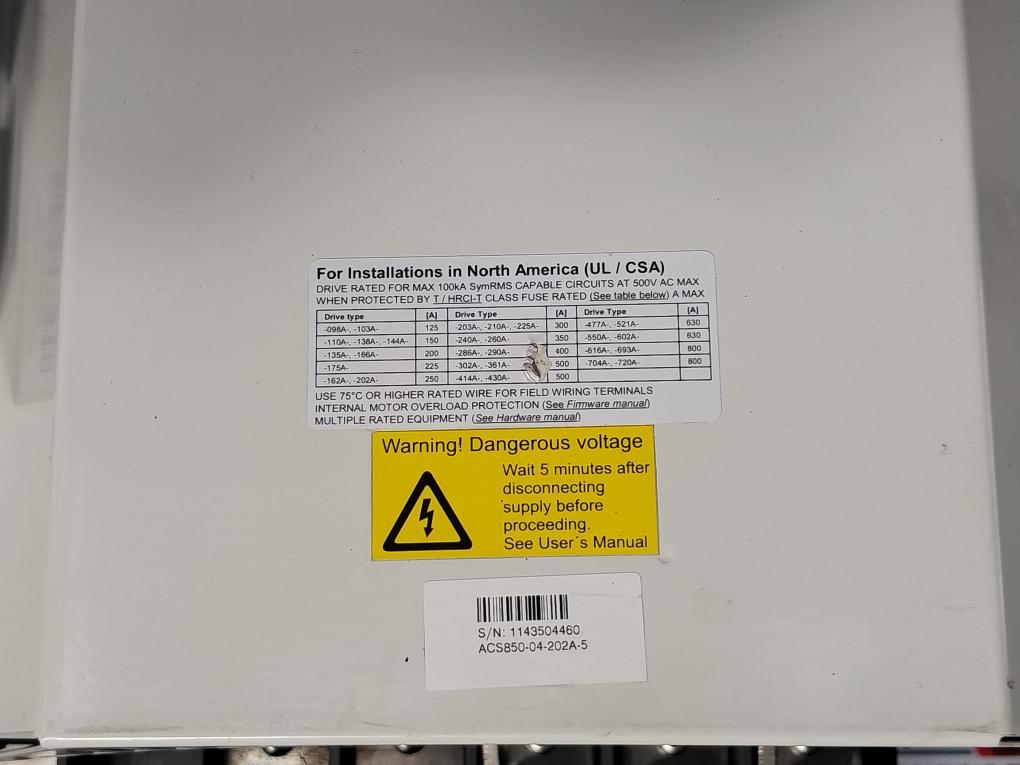 For Installations in North America (UL / CSA)
DRIVE RATED FOR MAX 100kA SymRMS CAPABLE CIRCUITS AT 500V AC MAX
WHEN PROTECTED BY T / HRCI-T CLASS FUSE RATED (See table below) A MAX
Drive type [A] Drive Type [A] Drive Type [A]
-098A-, -103A- 125 -203A-, -210A-, -225A- 300 -477A-, -521A- 630
-110A-, -138A-, -144A- 150 -240A-, -260A- 350 -550A-, -602A- 630
-135A-, -166A- 200 -286A-, -290A- 400 -616A-, -693A- 800
-175A- 225 -302A-, -361A- 500 -704A-, -720A- 800
-162A-, -202A- 250 -414A-, -430A- 500
USE 75°C OR HIGHER RATED WIRE FOR FIELD WIRING TERMINALS
INTERNAL MOTOR OVERLOAD PROTECTION (See Firmware manual)
MULTIPLE RATED EQUIPMENT (See Hardware manual)
Warning! Dangerous voltage
Wait 5 minutes after
disconnecting
supply before
proceeding.
See User´s Manual
S/N: 1143504460
ACS850-04-202A-5